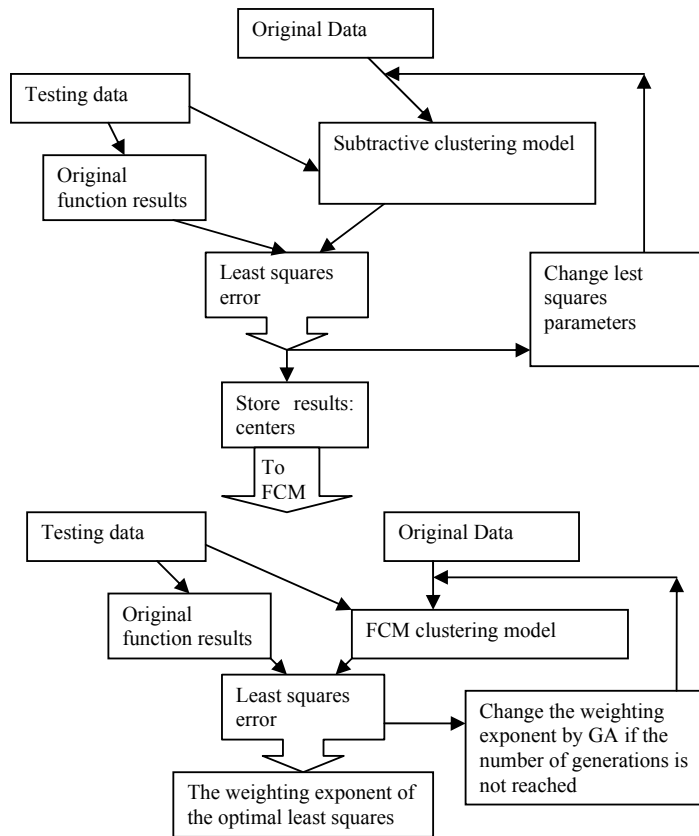 Original Data
Testing data
Subtractive clustering model
Original
function results
Least squares
error
Change lest
squares
parameters
Store results:
centers
To
FCM
Testing data
Original Data
Original
function results
FCM clustering model
Least squares
error
Change the weighting
exponent by GA if the
number of generations is
not reached
The weighting exponent of
the optimal least squares